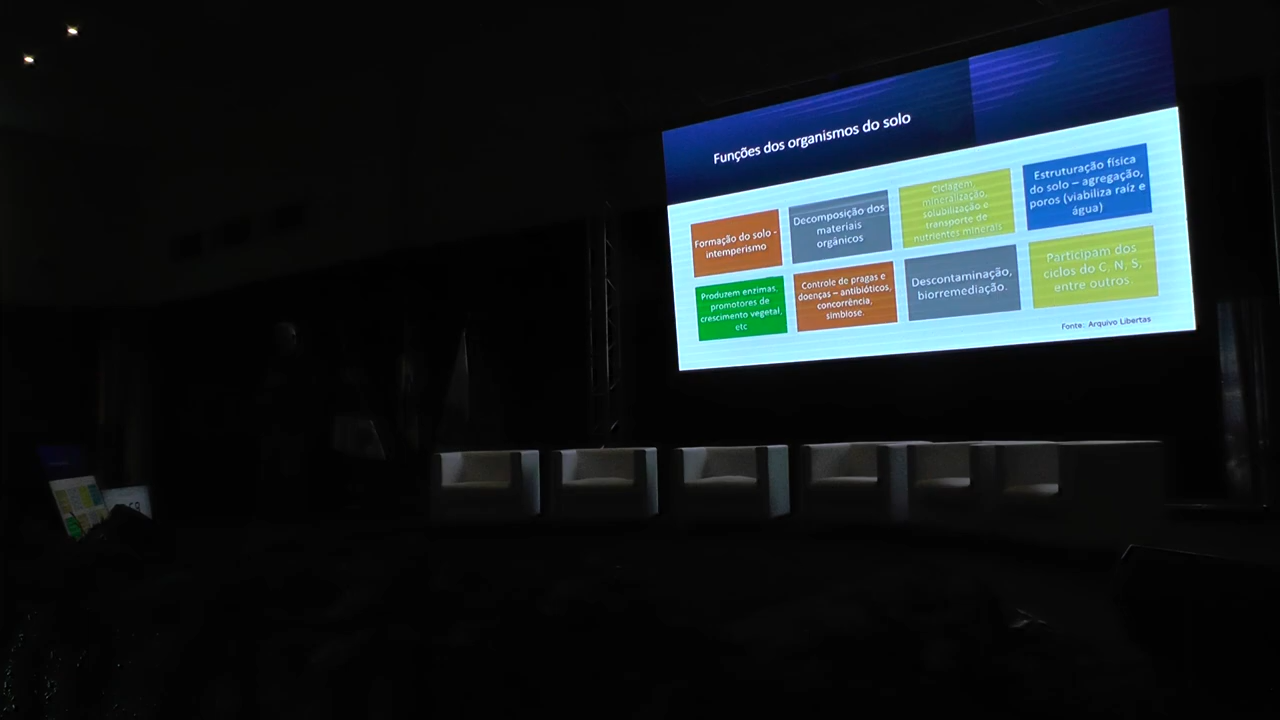 Funções dos organismos do solo
Formação do solo -
intemperismo
Decomposição dos
materiais
orgânicos
Ciclagem,
mineralização,
solubilização e
transporte de
nutrientes minerais
Estruturação física
do solo – agregação,
poros (viabiliza raíz e
água)
Produzem enzimas,
promotores de
crescimento vegetal,
etc
Controle de pragas e
doenças – antibióticos,
concorrência,
simbiose.
Descontaminação,
biorremediação.
Participam dos
ciclos do C, N, S,
entre outros.
Fonte: Arquivo Libertas